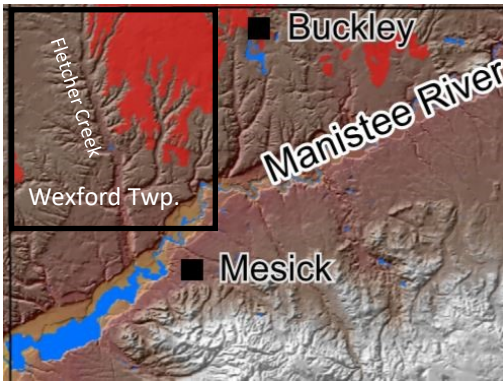 Buckley
Fletcher Creek
Manistee River
Wexford Twp.
Mesick